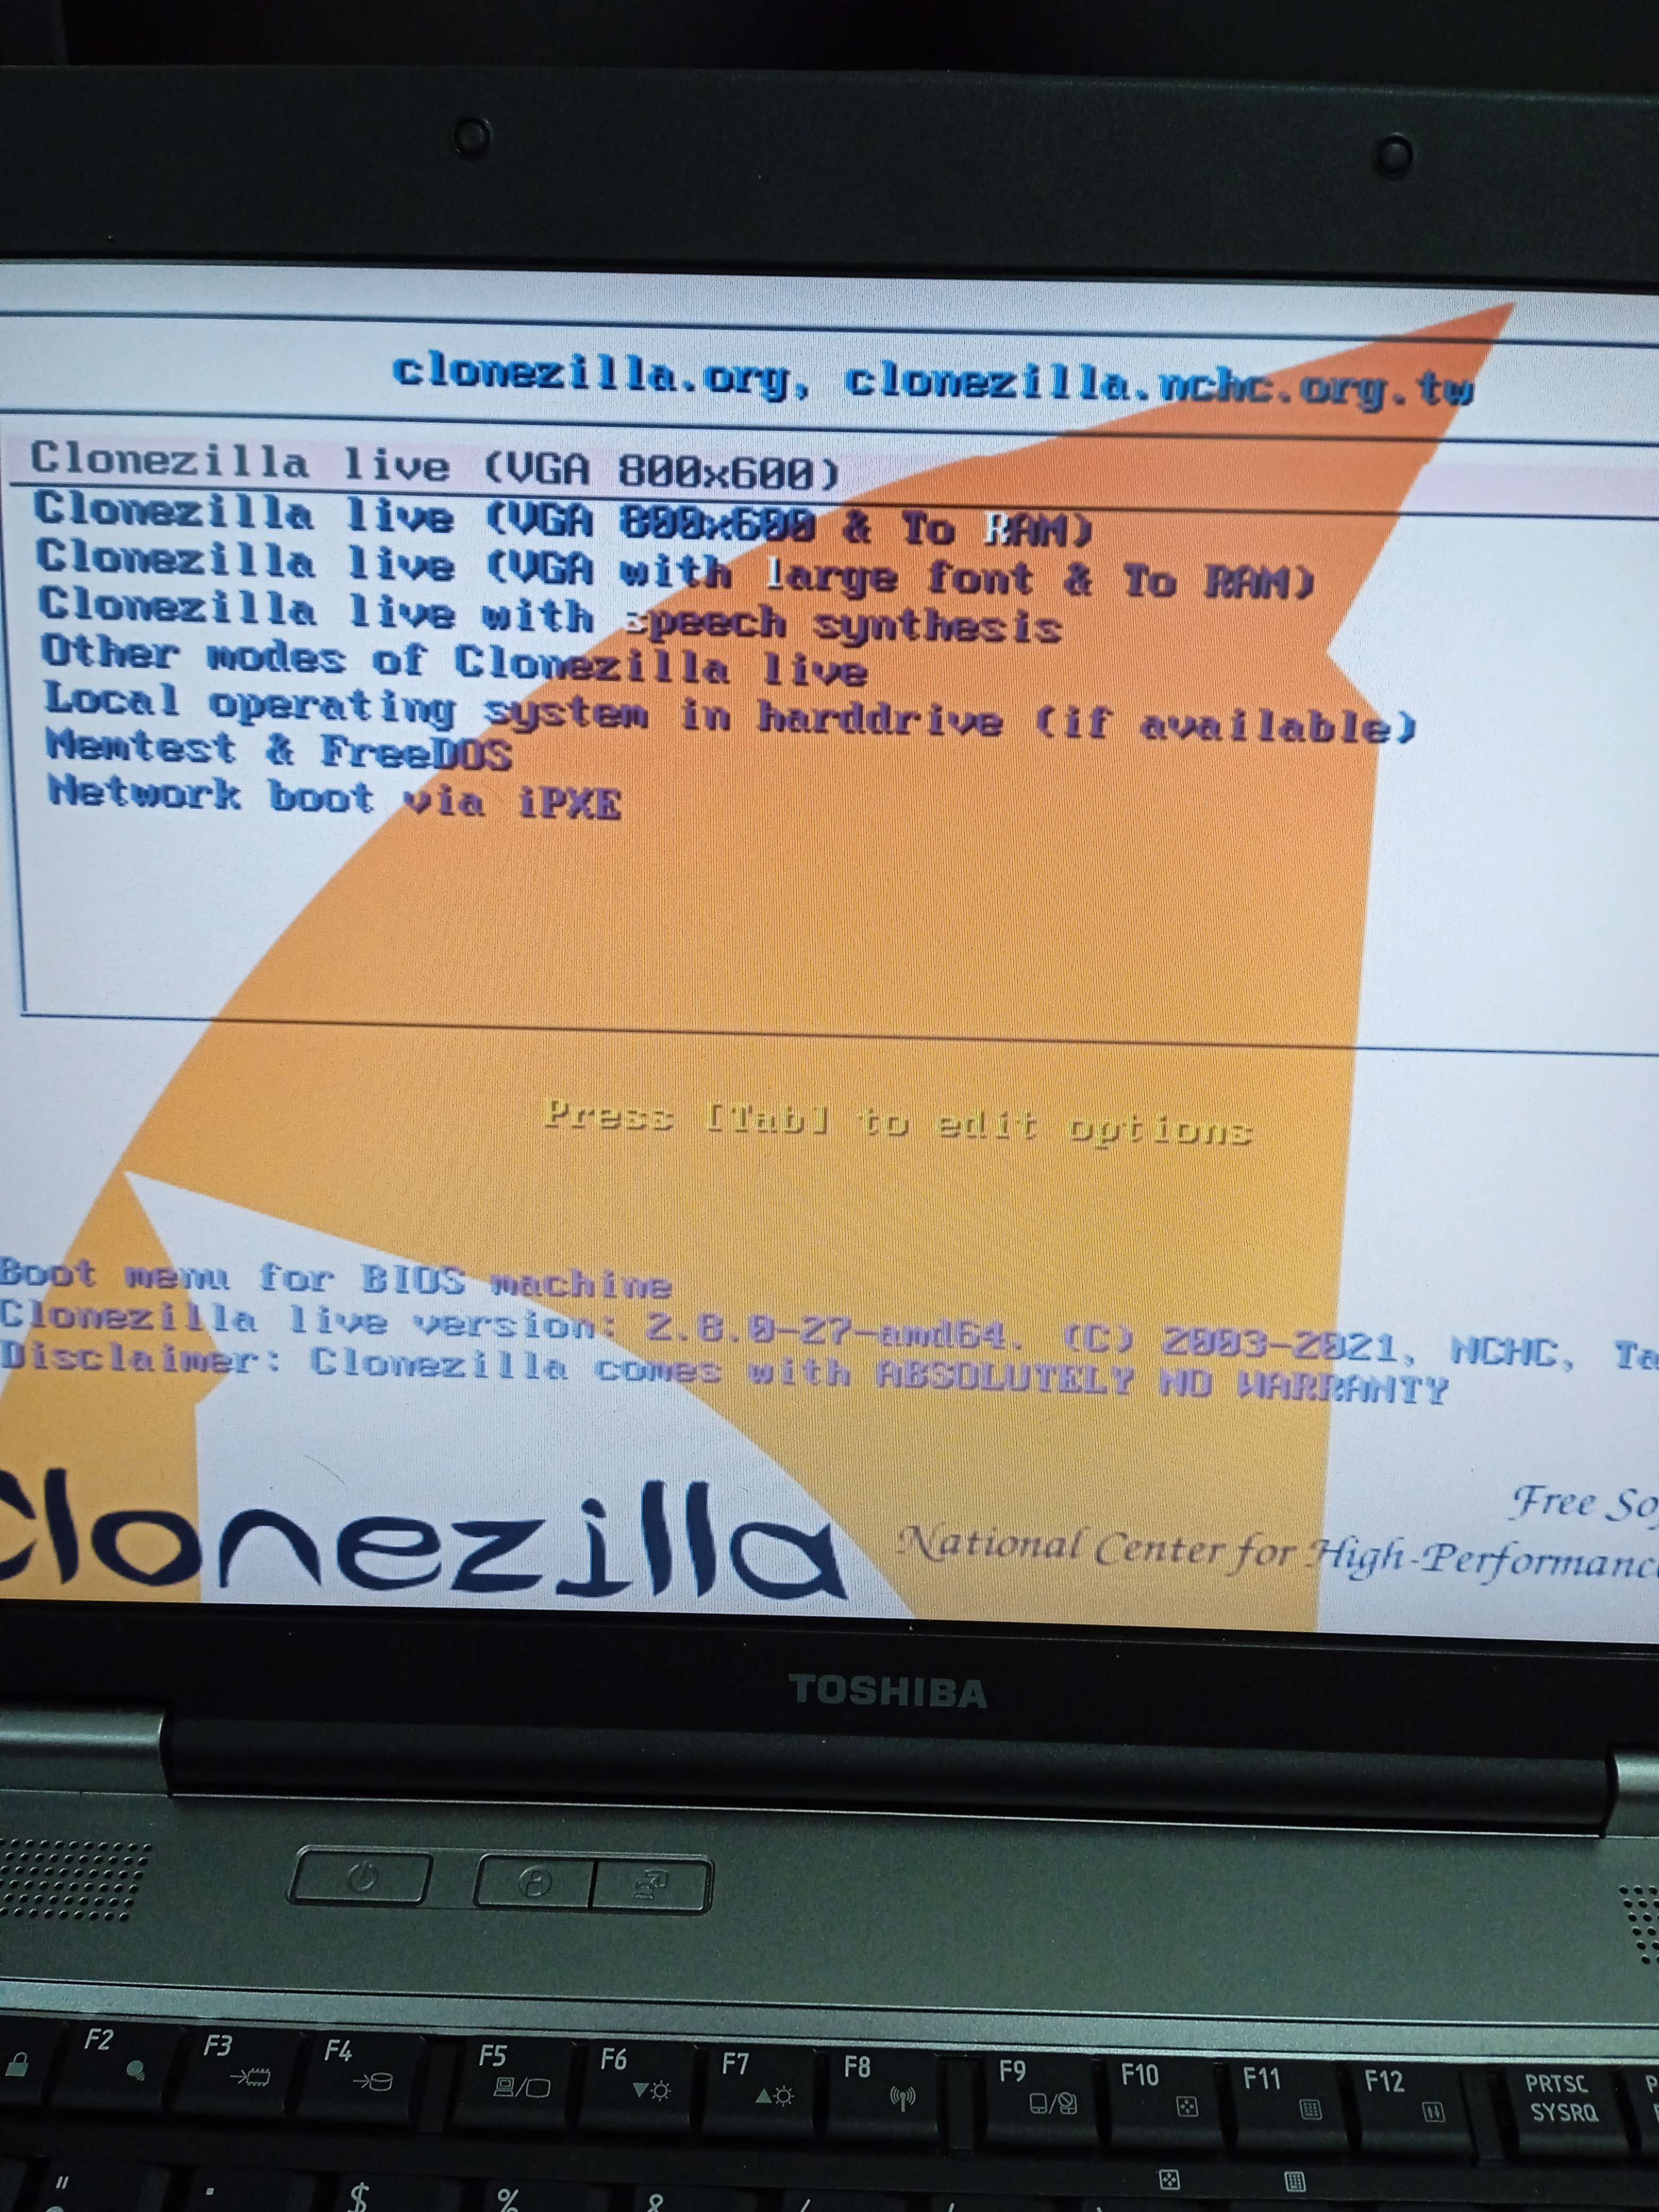 clonezilla.org, clonezilla.nchc.org.tw
Clonezilla live (VGA 800x600)
Clonezilla live (VGA 800x600 & To RAM)
Clonezilla live (VGA with large font & To RAM)
Clonezilla live with speech synthesis
Other modes of Clonezilla live
Local operating system in harddrive (if available)
Memtest & FreeDOS
Network boot via iPXE
Press [Tab] to edit options
Boot menu for BIOS machine
Clonezilla live version: 2.8.0-27-amd64. (C) 2003-2021, NCHC, Ta
Disclaimer: Clonezilla comes with ABSOLUTELY NO WARRANTY
Clonezilla
Free So
National Center for High-Performanc
TOSHIBA
F2 F3 F4 F5 F6 F7 F8 F9 F10 F11 F12 PRTSC
SYSRQ
" $ % & /